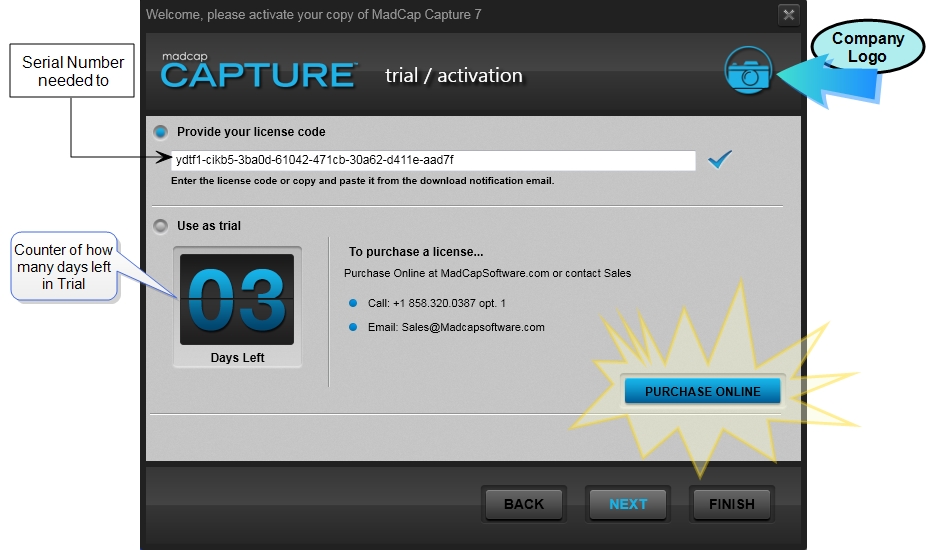 Welcome, please activate your copy of MadCap Capture 7
Company
Logo
madcap
CAPTURE™
trial / activation
Serial Number
needed to
Provide your license code
ydtf1-cikb5-3ba0d-61042-471cb-30a62-d411e-aad7f
Enter the license code or copy and paste it from the download notification email.
Use as trial
Counter of how
many days left
in Trial
03
Days Left
To purchase a license...
Purchase Online at MadCapSoftware.com or contact Sales
Call: +1 858.320.0387 opt. 1
Email: Sales@Madcapsoftware.com
PURCHASE ONLINE
BACK
NEXT
FINISH